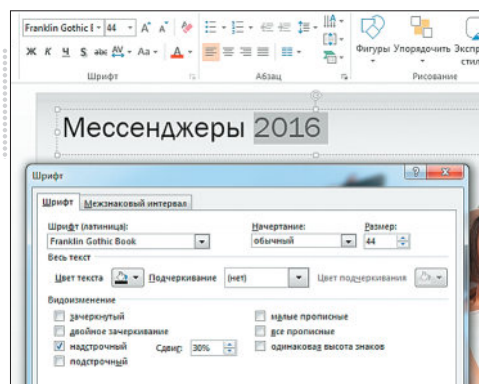 Franklin Gothic I 44 A A
Ж К Ч S abc AV Aa A
Шрифт Абзац Рисование
Фигуры Упорядочить Экспр
стил
Мессенджеры 2016
Шрифт
Шрифт Межзнаковый интервал
Шрифт (латиница): Начертание: Размер:
Franklin Gothic Book обычный 44
Весь текст
Цвет текста Подчеркивание (нет) Цвет подчеркивания
Видоизменение
зачеркнутый малые прописные
двойное зачеркивание все прописные
надстрочный Сдвиг: 30% одинаковая высота знаков
подстрочный